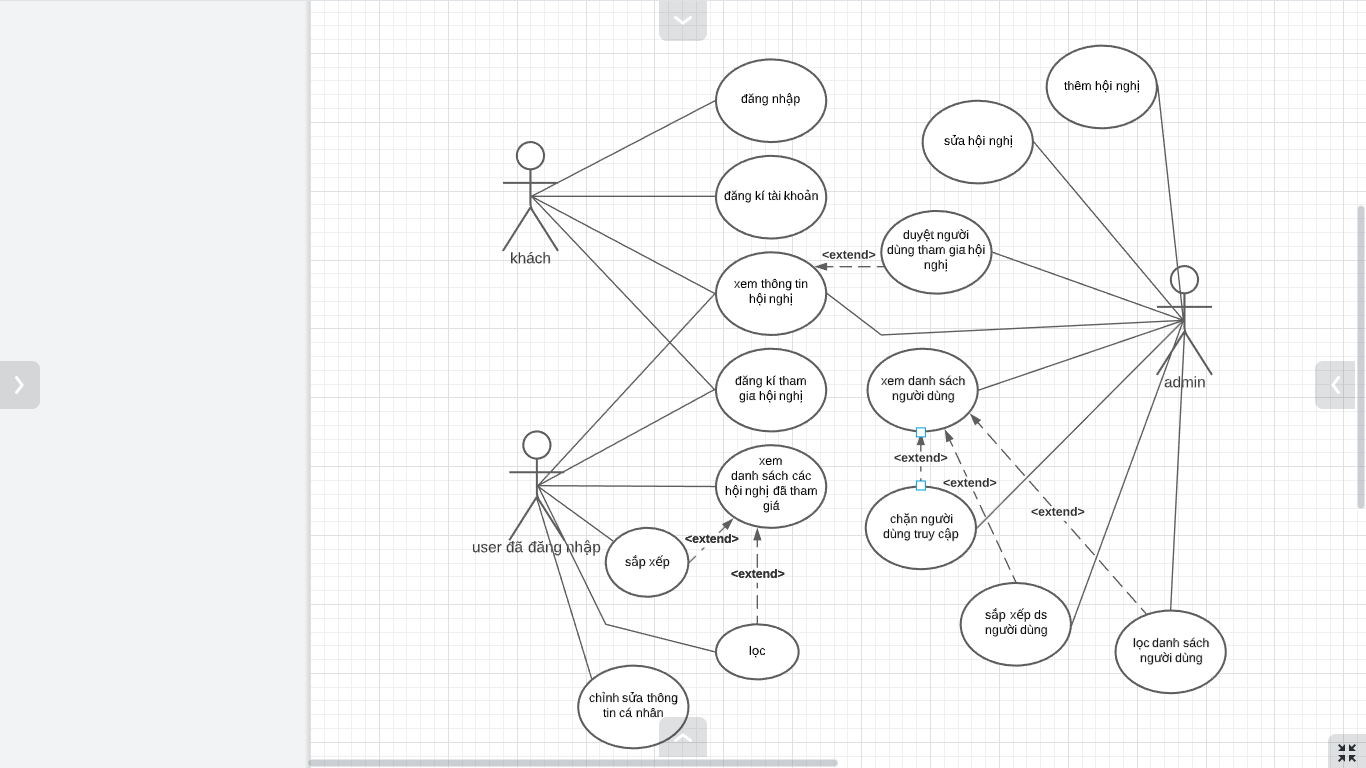 thêm hội nghị
đăng nhập
sửa hội nghị
đăng kí tài khoản
duyệt người
dùng tham gia hội
nghị
<extend>
khách
xem thông tin
hội nghị
admin
đăng kí tham
gia hội nghị
xem danh sách
người dùng
<extend>
xem
danh sách các
hội nghị đã tham
giá
<extend>
<extend>
chặn người
dùng truy cập
<extend>
user đã đăng nhập
sắp xếp
<extend>
sắp xếp ds
người dùng
lọc
lọc danh sách
người dùng
chỉnh sửa thông
tin cá nhân